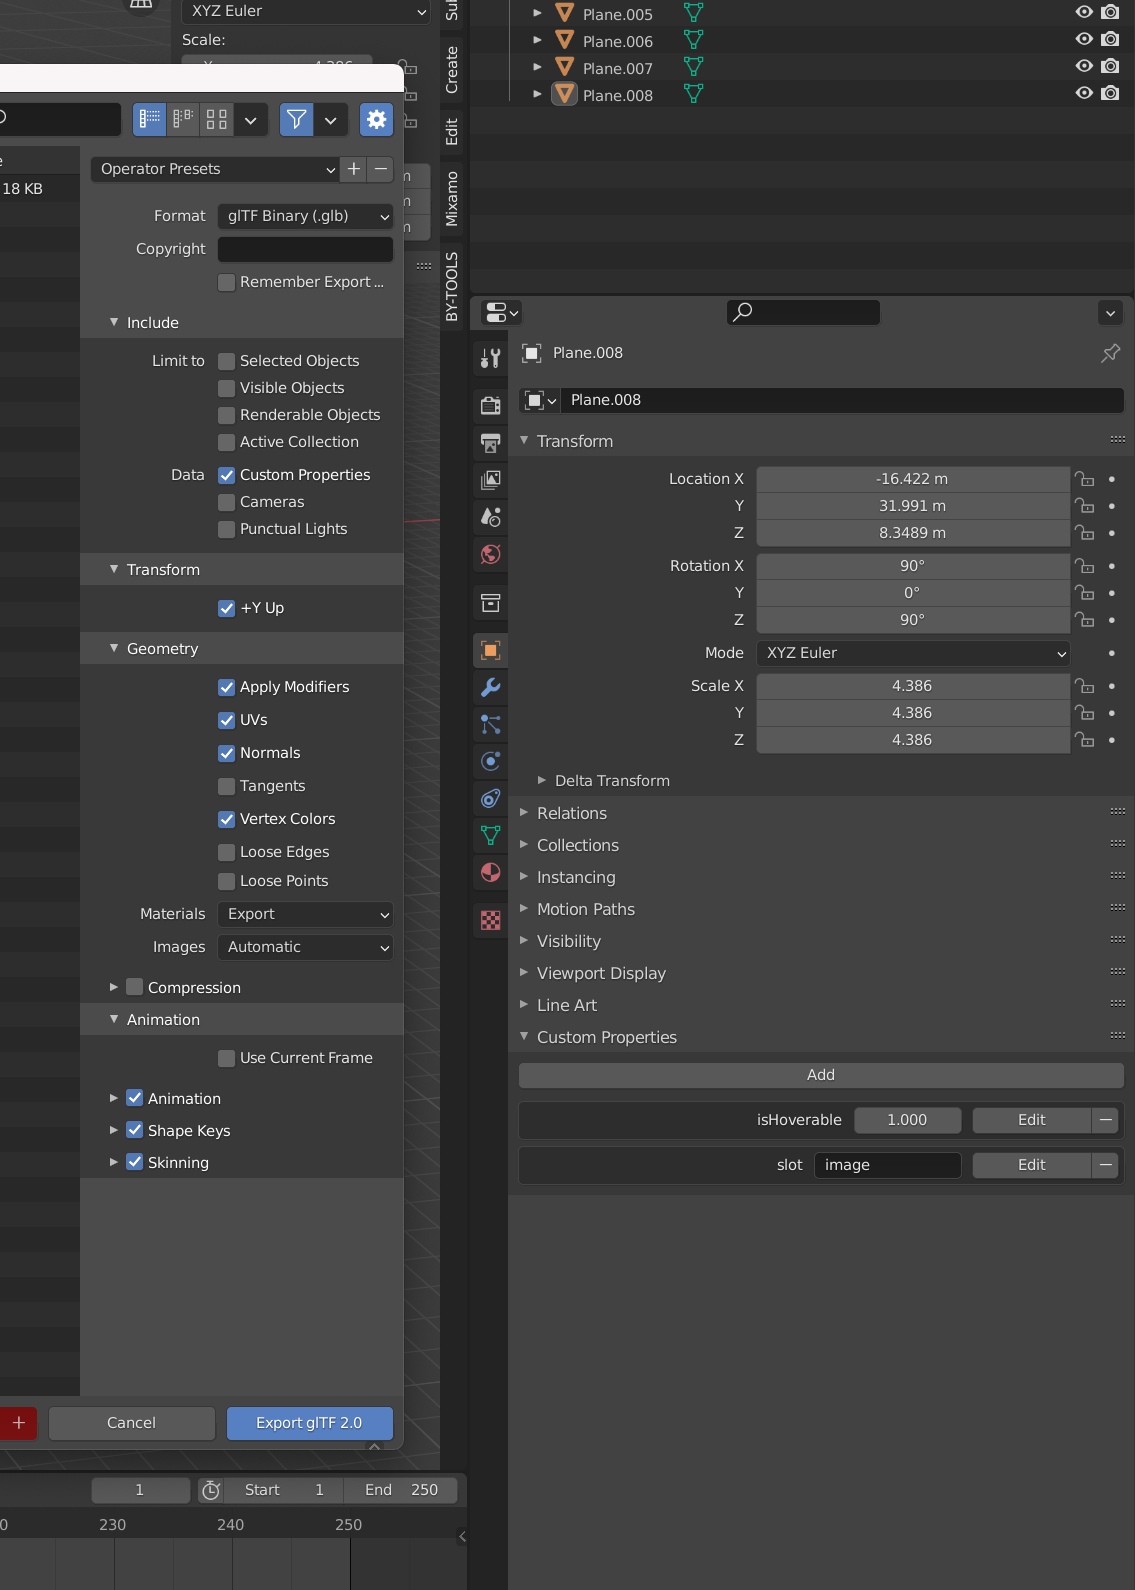 XYZ Euler
Scale:
4.386
Create
Edit
Mixamo
BY-TOOLS
Plane.005
Plane.006
Plane.007
Plane.008
18 KB
Operator Presets
Format glTF Binary (.glb)
Copyright
Remember Export ...
Include
Limit to Selected Objects
Visible Objects
Renderable Objects
Active Collection
Data Custom Properties
Cameras
Punctual Lights
Transform
+Y Up
Geometry
Apply Modifiers
UVs
Normals
Tangents
Vertex Colors
Loose Edges
Loose Points
Materials Export
Images Automatic
Compression
Animation
Use Current Frame
Animation
Shape Keys
Skinning
Cancel Export glTF 2.0
1 Start 1 End 250
230 240 250
Plane.008
Plane.008
Transform
Location X -16.422 m
Y 31.991 m
Z 8.3489 m
Rotation X 90°
Y 0°
Z 90°
Mode XYZ Euler
Scale X 4.386
Y 4.386
Z 4.386
Delta Transform
Relations
Collections
Instancing
Motion Paths
Visibility
Viewport Display
Line Art
Custom Properties
Add
isHoverable 1.000 Edit
slot image Edit